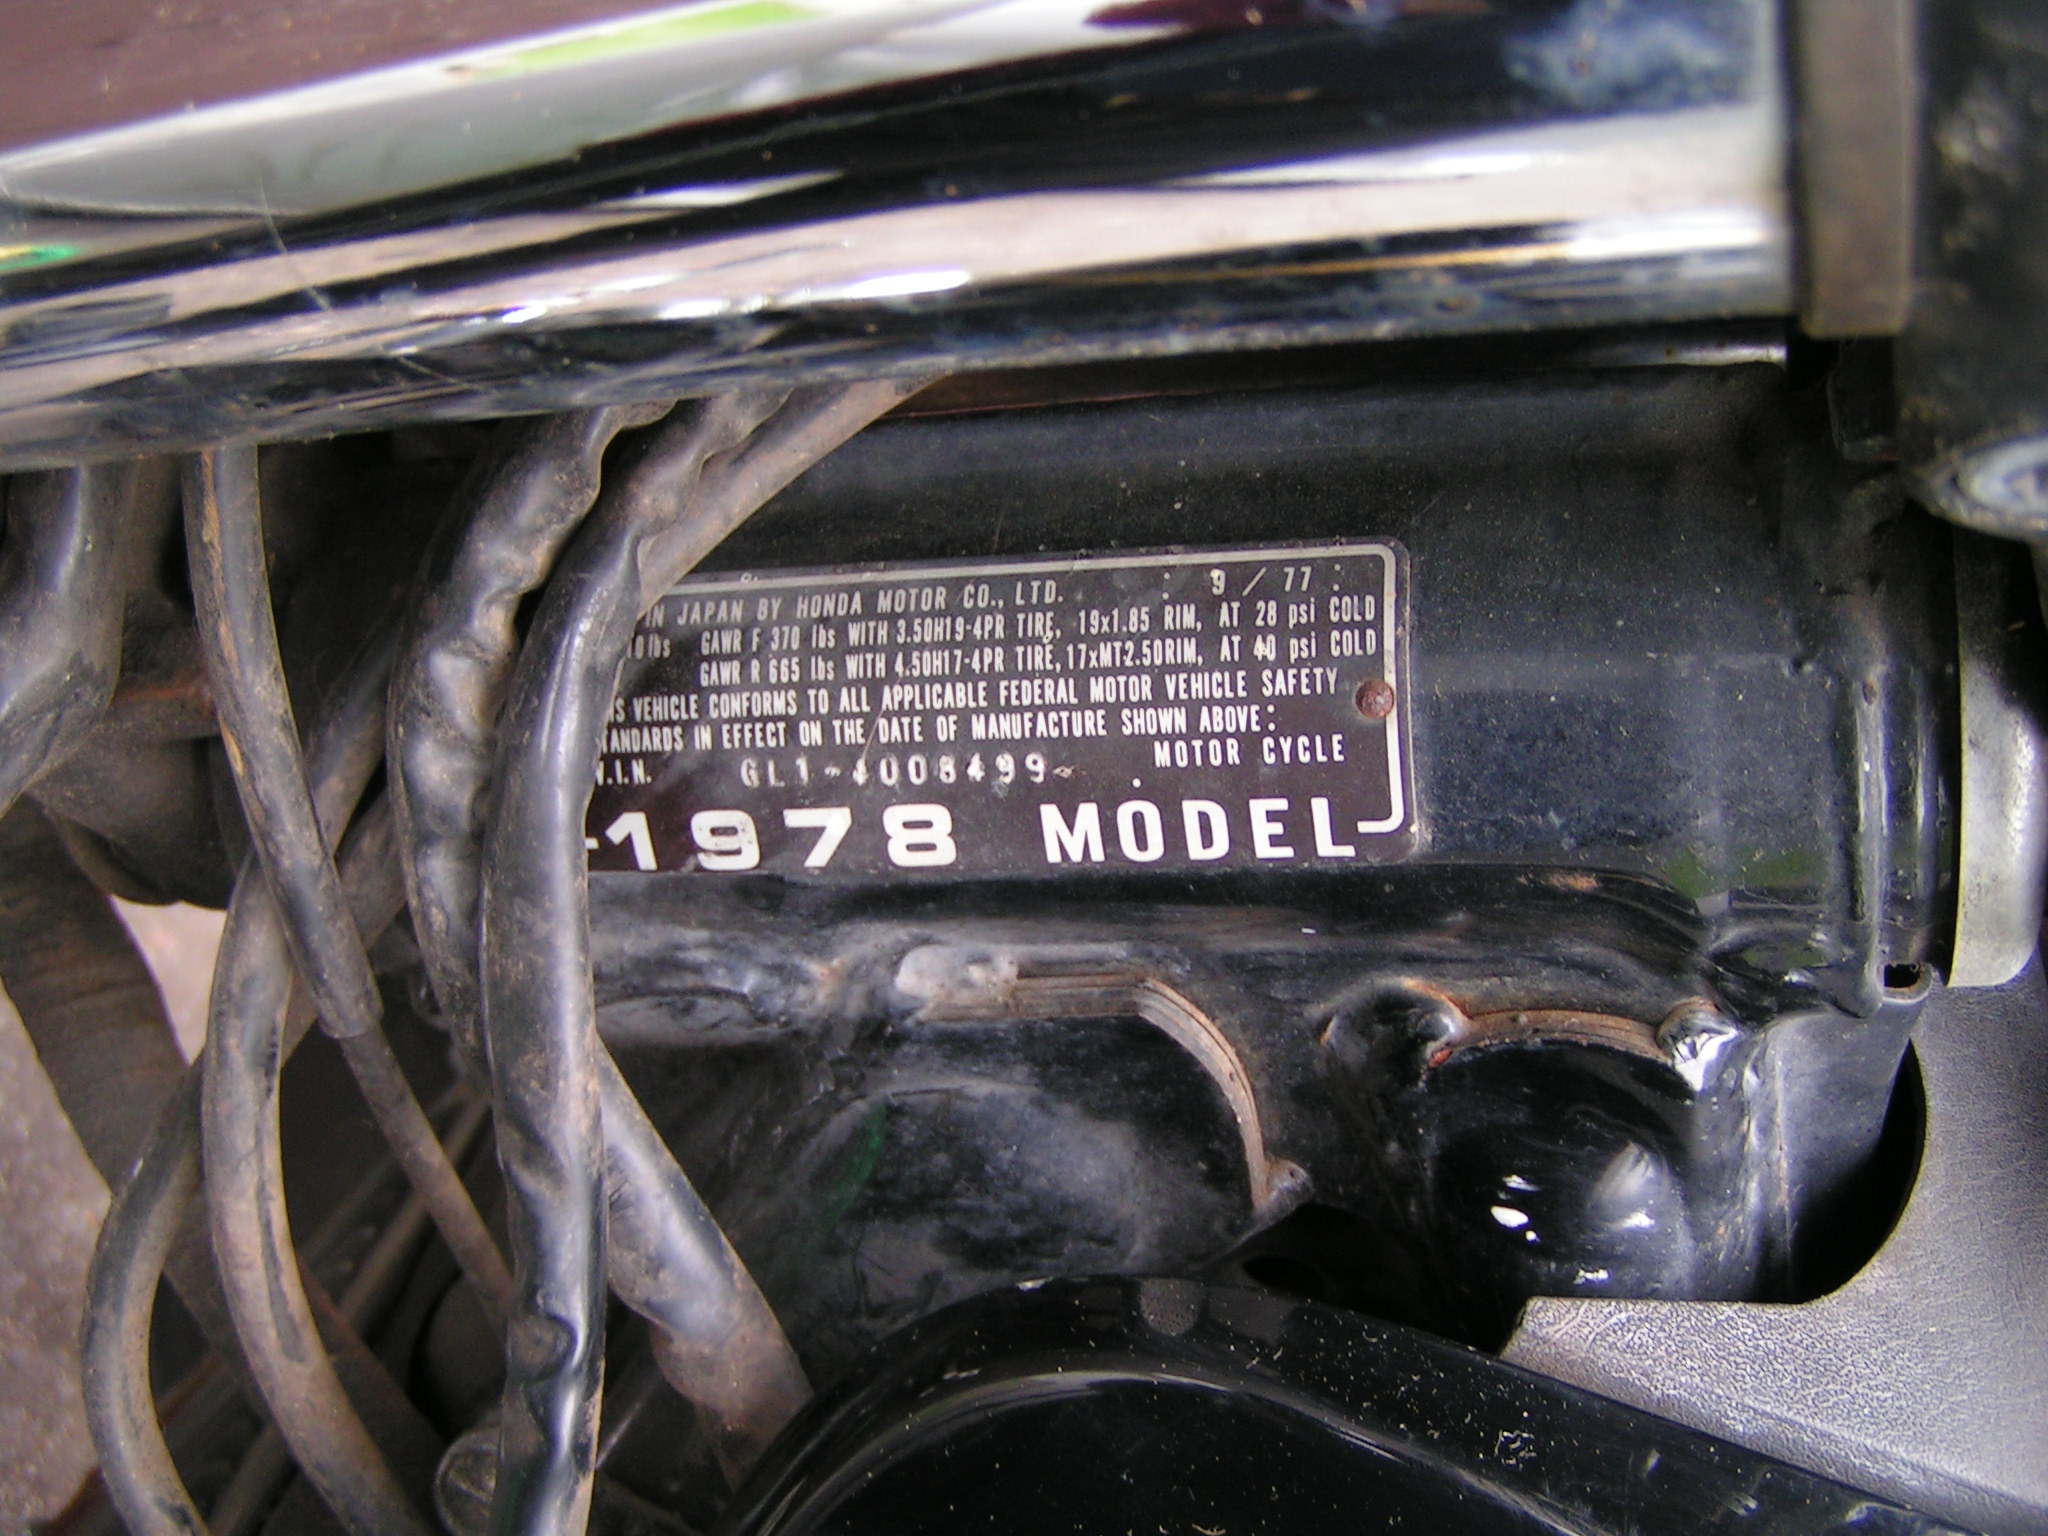 IN JAPAN BY HONDA MOTOR CO., LTD. : 9 / 77 :
lbs GAWR F 370 lbs WITH 3.50H19-4PR TIRE, 19x1.85 RIM, AT 28 psi COLD
GAWR R 665 lbs WITH 4.50H17-4PR TIRE, 17xMT2.50RIM, AT 40 psi COLD
VEHICLE CONFORMS TO ALL APPLICABLE FEDERAL MOTOR VEHICLE SAFETY
STANDARDS IN EFFECT ON THE DATE OF MANUFACTURE SHOWN ABOVE:
V.I.N. GL1-4008499 MOTOR CYCLE
-1978 MODEL